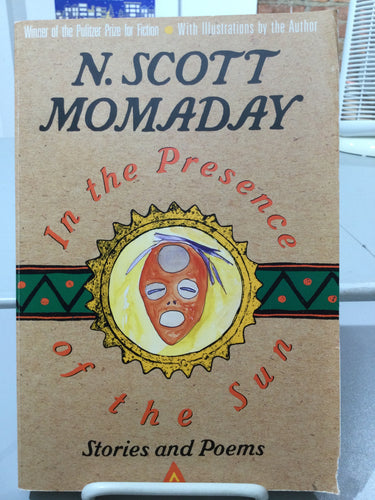 Winner of the Pulitzer Prize for Fiction • With Illustrations by the Author
N. SCOTT
MOMADAY
In the Presence
of the Sun
Stories and Poems